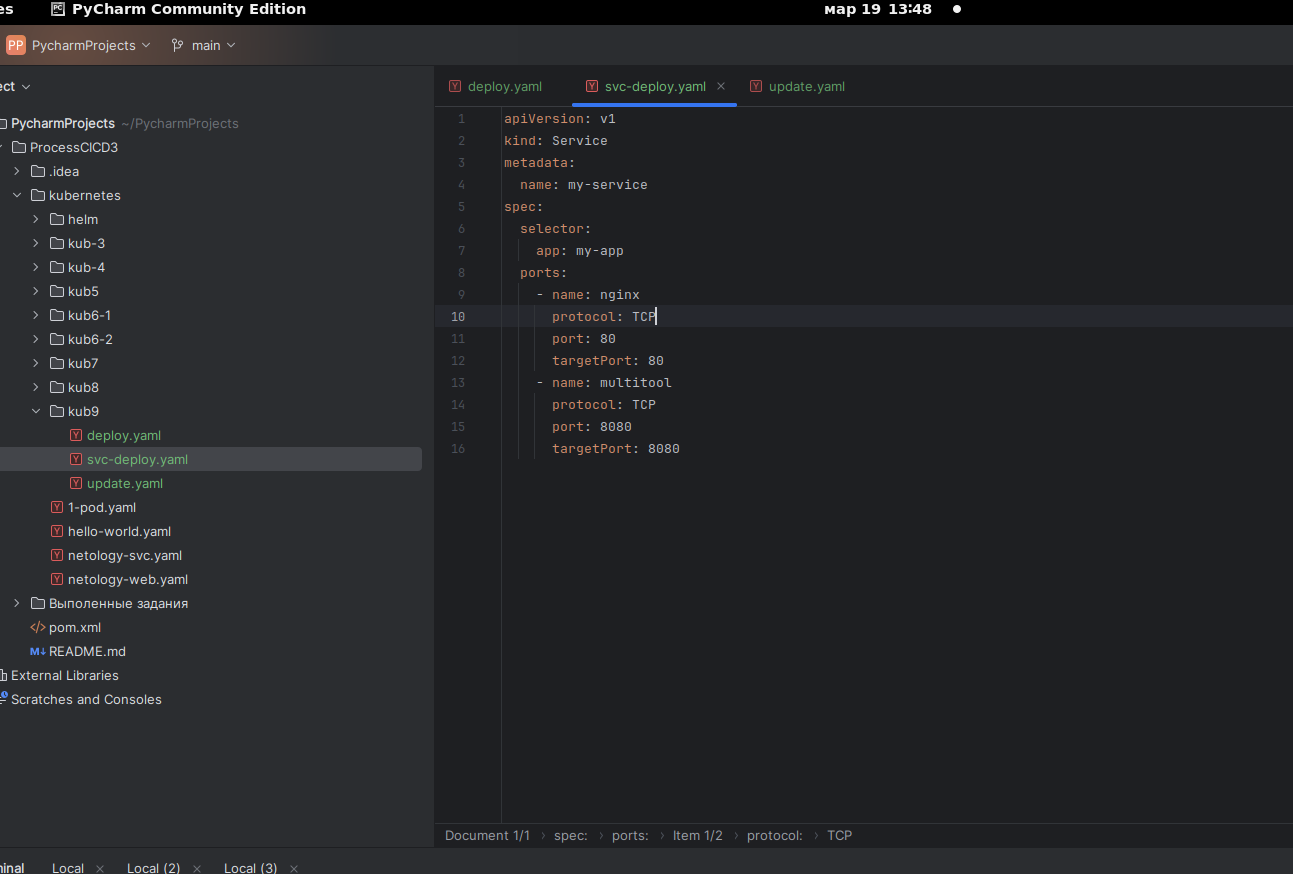 es PyCharm Community Edition мар 19 13:48
PP PycharmProjects main
ect
deploy.yaml svc-deploy.yaml update.yaml
PycharmProjects ~/PycharmProjects
ProcessCICD3
.idea
kubernetes
helm
kub-3
kub-4
kub5
kub6-1
kub6-2
kub7
kub8
kub9
deploy.yaml
svc-deploy.yaml
update.yaml
1-pod.yaml
hello-world.yaml
netology-svc.yaml
netology-web.yaml
Выполенные задания
pom.xml
README.md
External Libraries
Scratches and Consoles
1 apiVersion: v1
2 kind: Service
3 metadata:
4 name: my-service
5 spec:
6 selector:
7 app: my-app
8 ports:
9 - name: nginx
10 protocol: TCP
11 port: 80
12 targetPort: 80
13 - name: multitool
14 protocol: TCP
15 port: 8080
16 targetPort: 8080
Document 1/1 › spec: › ports: › Item 1/2 › protocol: › TCP
minal Local Local (2) Local (3)